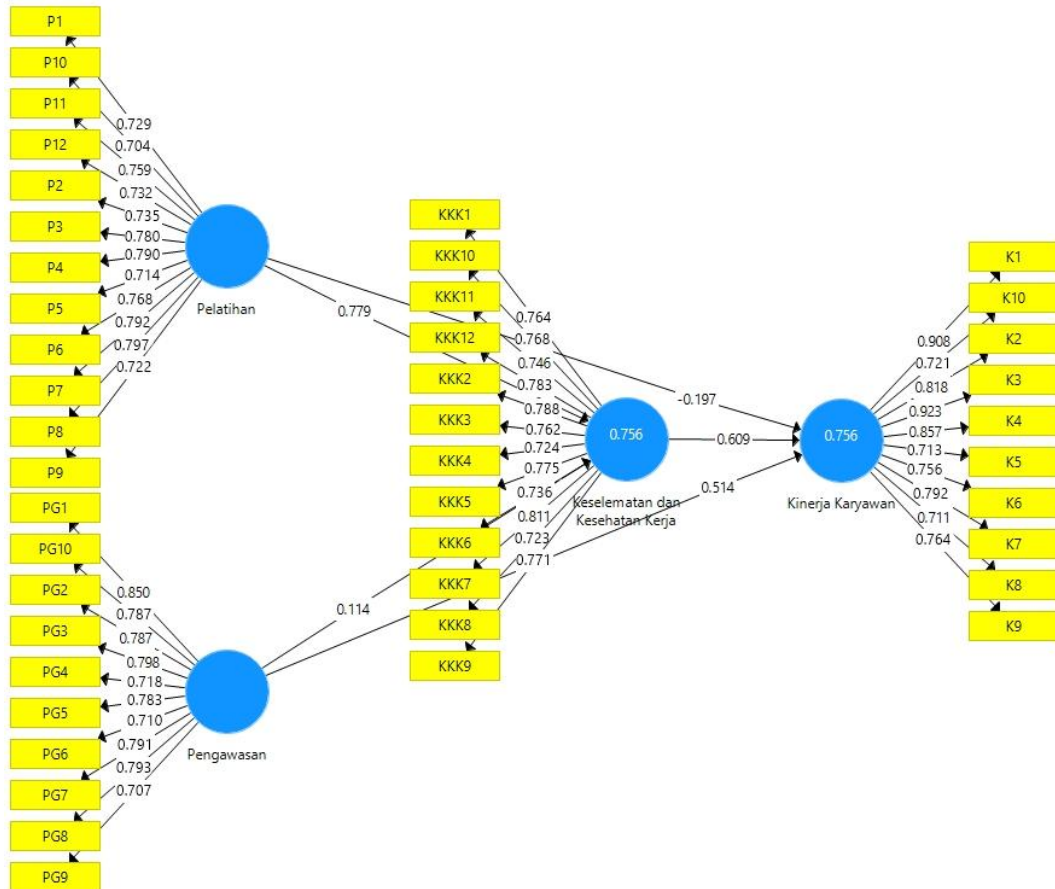 P1
P10
P11
P12
P2
P3
P4
P5
P6
P7
P8
P9
0.729
0.704
0.759
0.732
0.735
0.780
0.790
0.714
0.768
0.792
0.797
0.722
Pelatihan
PG1
PG10
PG2
PG3
PG4
PG5
PG6
PG7
PG8
PG9
0.850
0.787
0.787
0.798
0.718
0.783
0.710
0.791
0.793
0.707
Pengawasan
0.779
0.114
KKK1
KKK10
KKK11
KKK12
KKK2
KKK3
KKK4
KKK5
KKK6
KKK7
KKK8
KKK9
0.764
0.768
0.746
0.783
0.788
0.762
0.724
0.775
0.736
0.811
0.723
0.771
0.756
Keselematan dan
Kesehatan Kerja
-0.197
0.609
0.514
0.756
Kinerja Karyawan
0.908
0.721
0.818
0.923
0.857
0.713
0.756
0.792
0.711
0.764
K1
K10
K2
K3
K4
K5
K6
K7
K8
K9